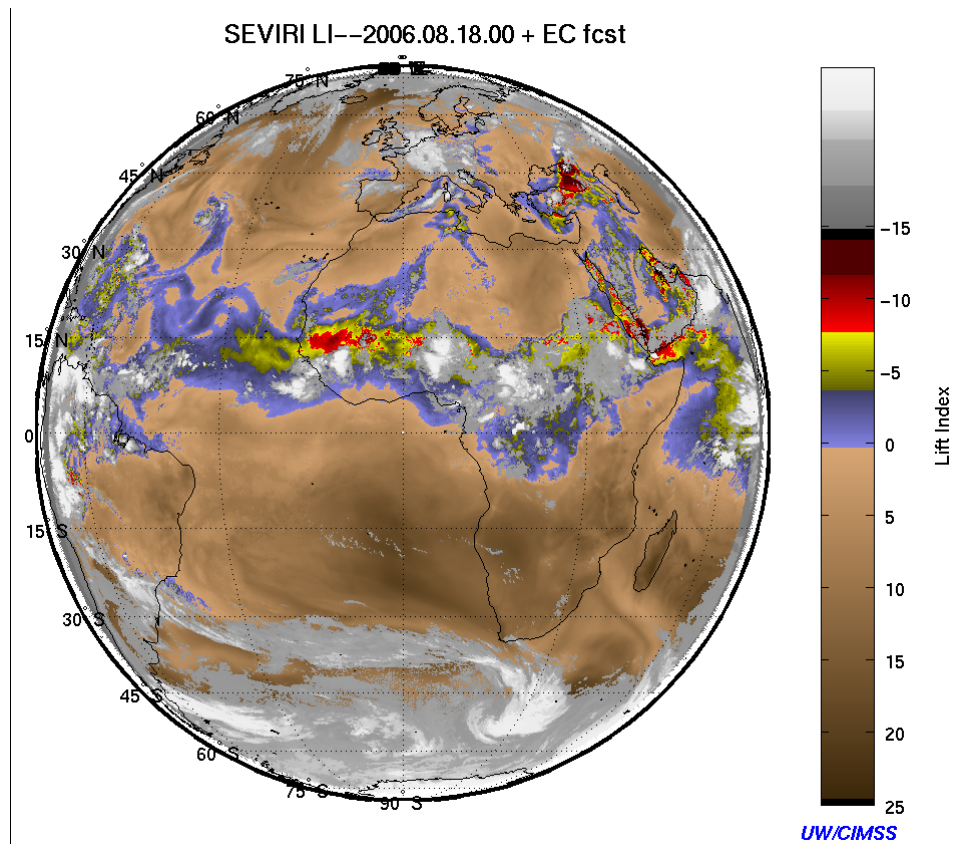 SEVIRI LI--2006.08.18.00 + EC fcst
75° N
60° N
45° N
30° N
15° N
0
15° S
30° S
45° S
60° S
75° S
90° S
-15
-10
-5
0
5
10
15
20
25
Lift Index
UW/CIMSS